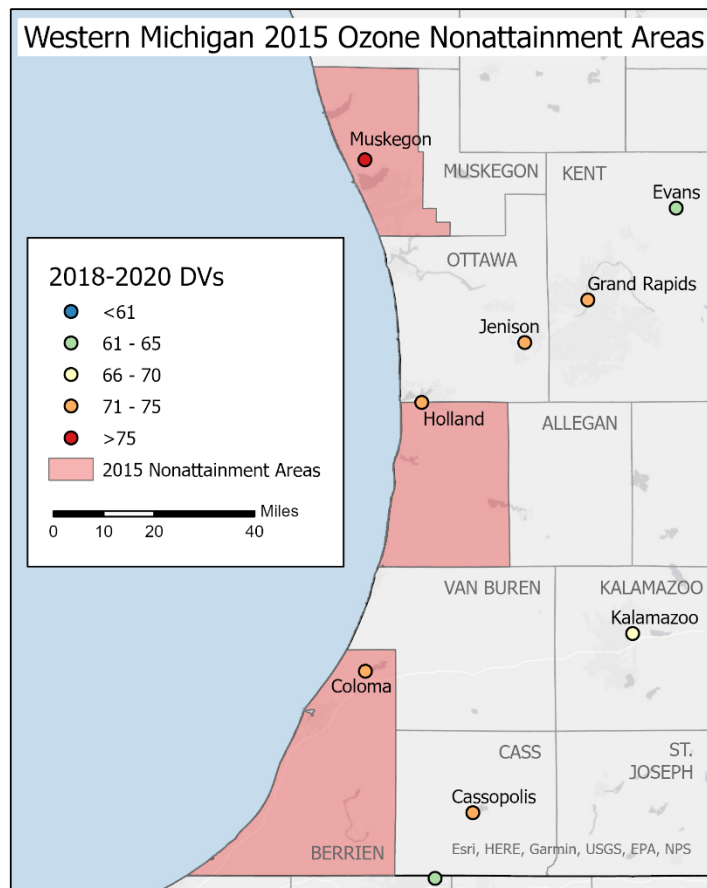 Western Michigan 2015 Ozone Nonattainment Areas
Muskegon
MUSKEGON
KENT
Evans
2018-2020 DVs
<61
61 - 65
66 - 70
71 - 75
>75
2015 Nonattainment Areas
Miles
0 10 20 40
OTTAWA
Grand Rapids
Jenison
Holland
ALLEGAN
VAN BUREN
KALAMAZOO
Kalamazoo
Coloma
CASS
ST.
JOSEPH
Cassopolis
BERRIEN
Esri, HERE, Garmin, USGS, EPA, NPS